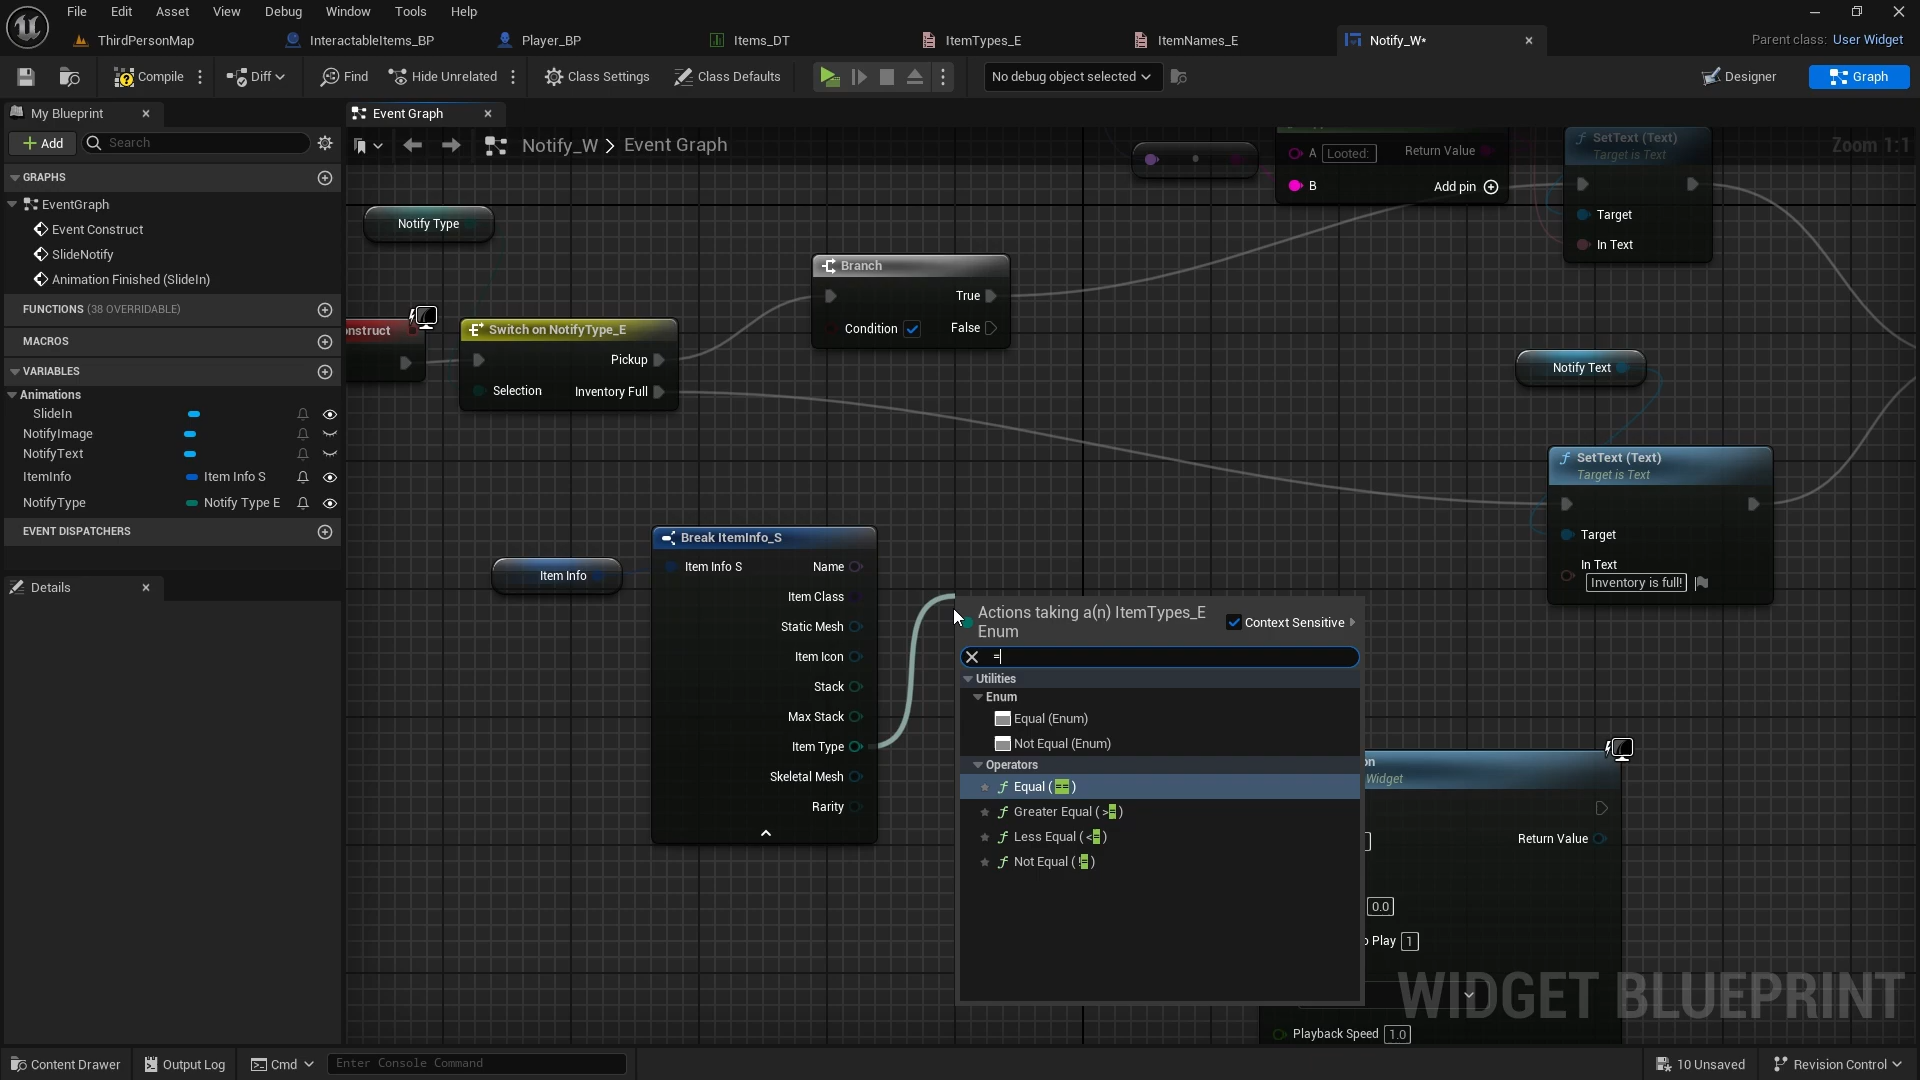 File Edit Asset View Debug Window Tools Help
ThirdPersonMap InteractableItems_BP Player_BP Items_DT ItemTypes_E ItemNames_E Notify_W* Parent class: User Widget
Compile Diff Find Hide Unrelated Class Settings Class Defaults No debug object selected Designer Graph
My Blueprint Event Graph
Add Search Notify_W > Event Graph Zoom 1:1
GRAPHS
EventGraph
Event Construct
SlideNotify
Animation Finished (SlideIn)
FUNCTIONS (38 OVERRIDABLE)
MACROS
VARIABLES
Animations
SlideIn
NotifyImage
NotifyText
ItemInfo Item Info S
NotifyType Notify Type E
EVENT DISPATCHERS
Details
Notify Type
nstruct
Switch on NotifyType_E
Pickup
Selection Inventory Full
Branch
True
Condition False
A Looted: Return Value
B Add pin
SetText (Text)
Target is Text
Target
In Text
Notify Text
SetText (Text)
Target is Text
Target
In Text
Inventory is full!
Item Info
Break ItemInfo_S
Item Info S Name
Item Class
Static Mesh
Item Icon
Stack
Max Stack
Item Type
Skeletal Mesh
Rarity
Actions taking a(n) ItemTypes_E
Enum
Context Sensitive
=
Utilities
Enum
Equal (Enum)
Not Equal (Enum)
Operators
Equal (==)
Greater Equal (>=)
Less Equal (<=)
Not Equal (!=)
on
Widget
Return Value
0.0
o Play 1
Playback Speed 1.0
WIDGET BLUEPRINT
Content Drawer Output Log Cmd Enter Console Command 10 Unsaved Revision Control